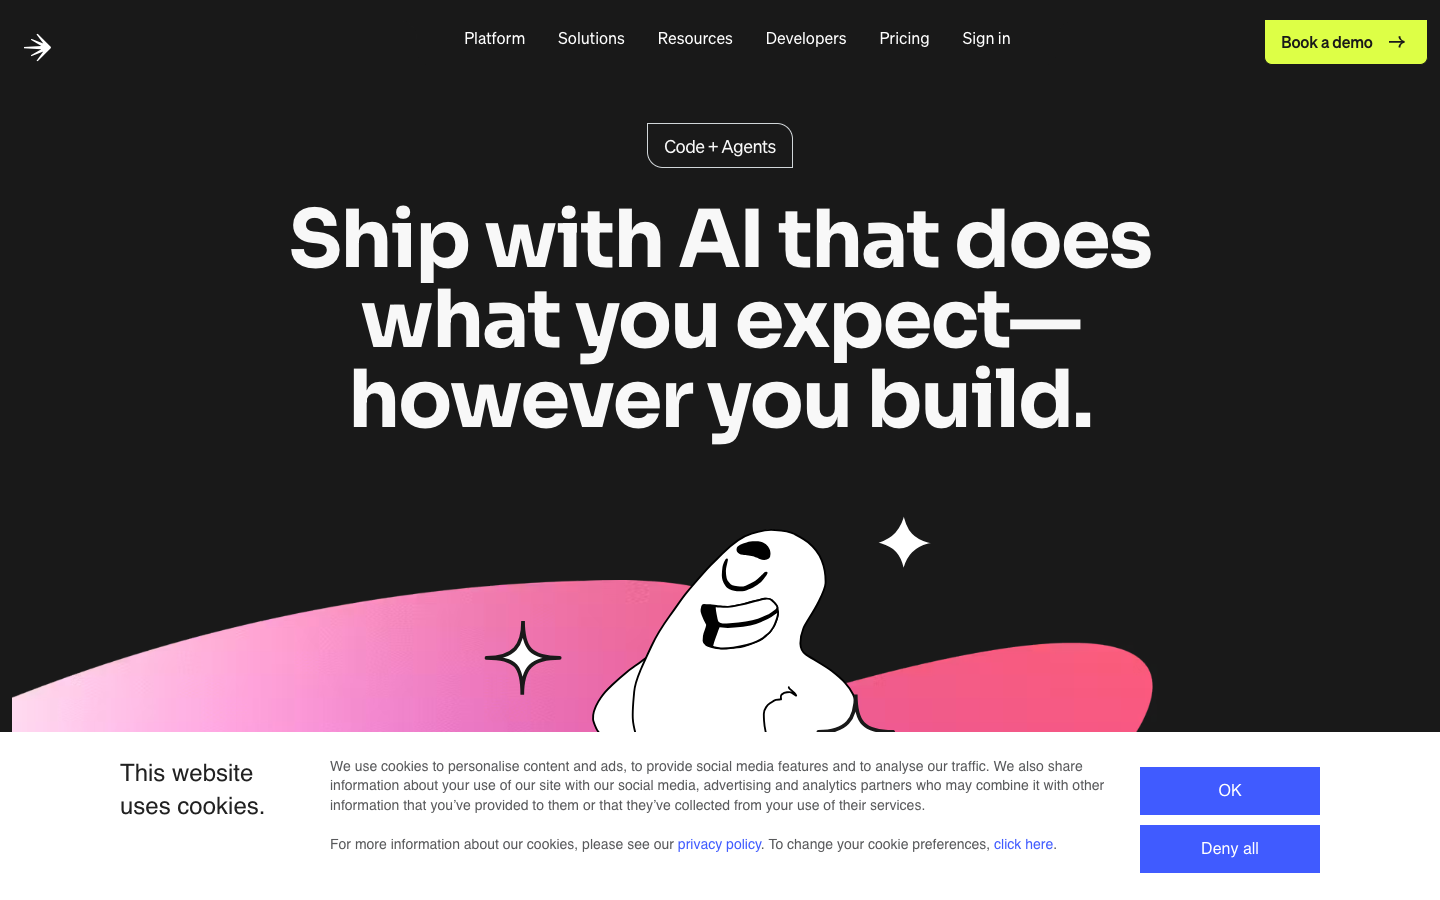 Platform Solutions Resources Developers Pricing Sign in
Book a demo
Code + Agents
Ship with AI that does
what you expect—
however you build.
This website
uses cookies.
We use cookies to personalise content and ads, to provide social media features and to analyse our traffic. We also share
information about your use of our site with our social media, advertising and analytics partners who may combine it with other
information that you’ve provided to them or that they’ve collected from your use of their services.
For more information about our cookies, please see our privacy policy. To change your cookie preferences, click here.
OK
Deny all